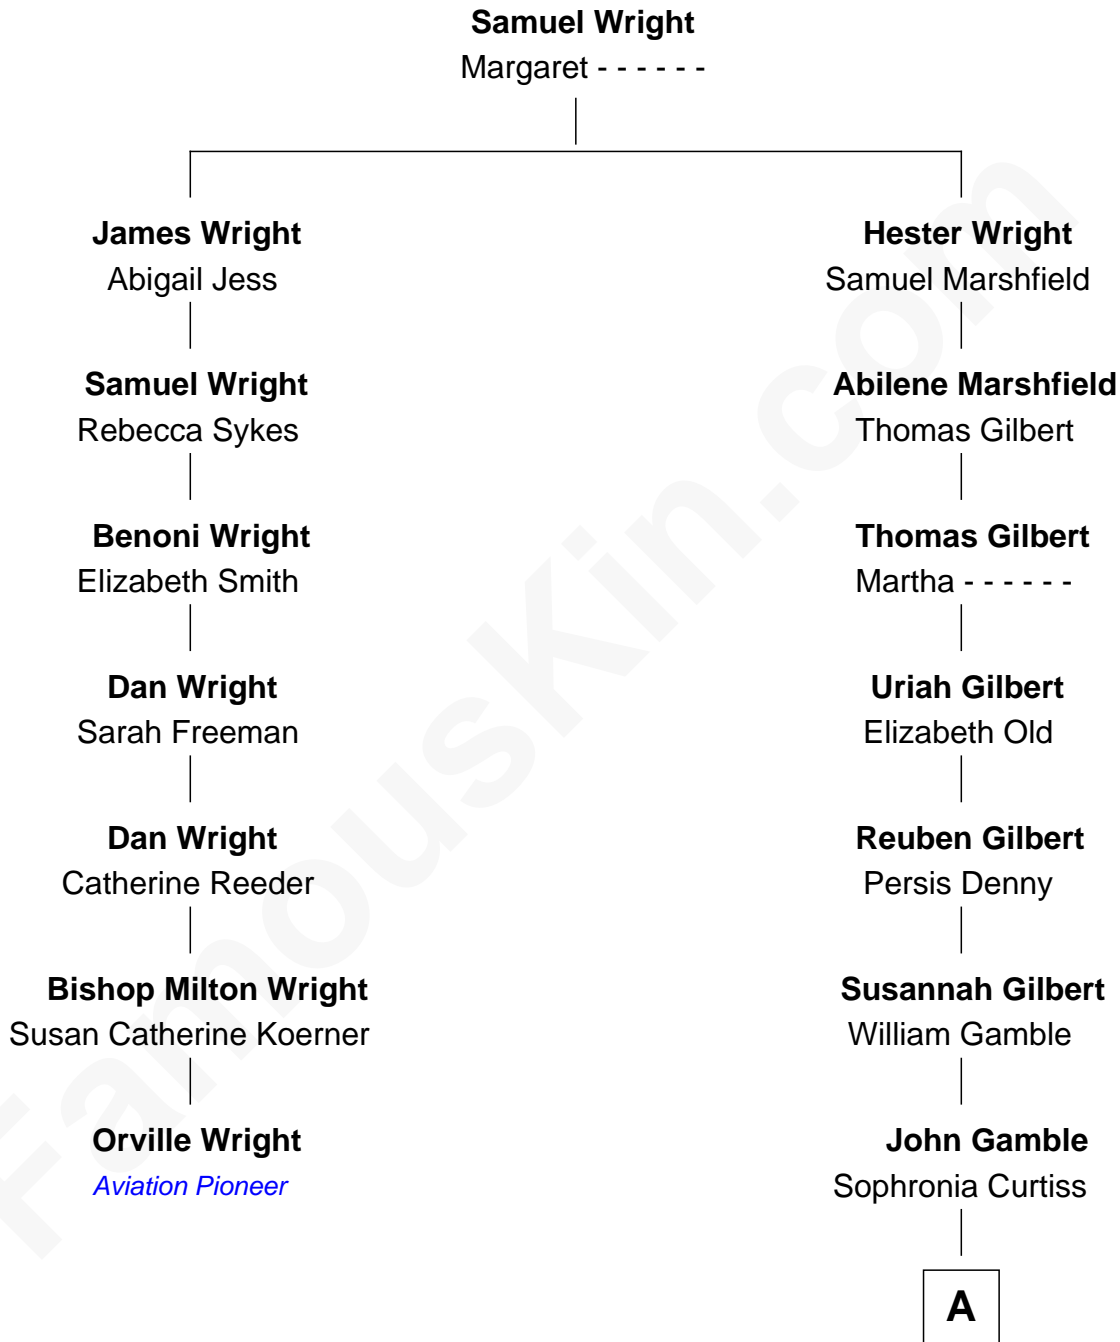 Samuel Wright
Margaret - - - - - -
James Wright
Abigail Jess
Hester Wright
Samuel Marshfield
Samuel Wright
Rebecca Sykes
Abilene Marshfield
Thomas Gilbert
Benoni Wright
Elizabeth Smith
Thomas Gilbert
Martha - - - - - -
Dan Wright
Sarah Freeman
Uriah Gilbert
Elizabeth Old
Dan Wright
Catherine Reeder
Reuben Gilbert
Persis Denny
Bishop Milton Wright
Susan Catherine Koerner
Susannah Gilbert
William Gamble
Orville Wright
Aviation Pioneer
John Gamble
Sophronia Curtiss
A
FamousKin.com